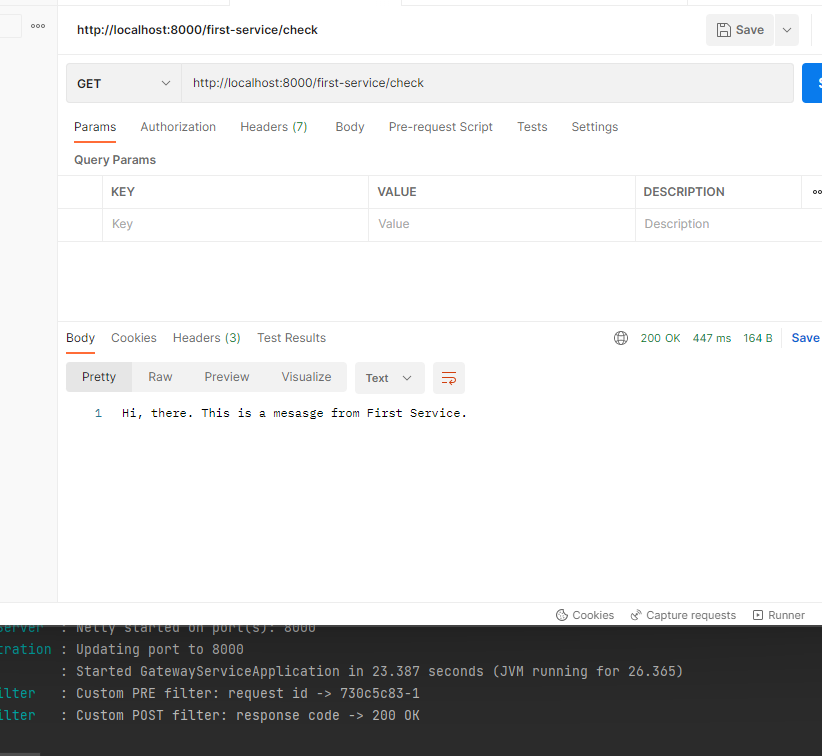 http://localhost:8000/first-service/check
Save
GET
http://localhost:8000/first-service/check
Params Authorization Headers (7) Body Pre-request Script Tests Settings
Query Params
KEY VALUE DESCRIPTION
Key Value Description
Body Cookies Headers (3) Test Results 200 OK 447 ms 164 B Save
Pretty Raw Preview Visualize Text
1 Hi, there. This is a mesasge from First Service.
Cookies Capture requests Runner
server : Netty started on port(s): 8000
tration : Updating port to 8000
: Started GatewayServiceApplication in 23.387 seconds (JVM running for 26.365)
ilter : Custom PRE filter: request id -> 730c5c83-1
ilter : Custom POST filter: response code -> 200 OK